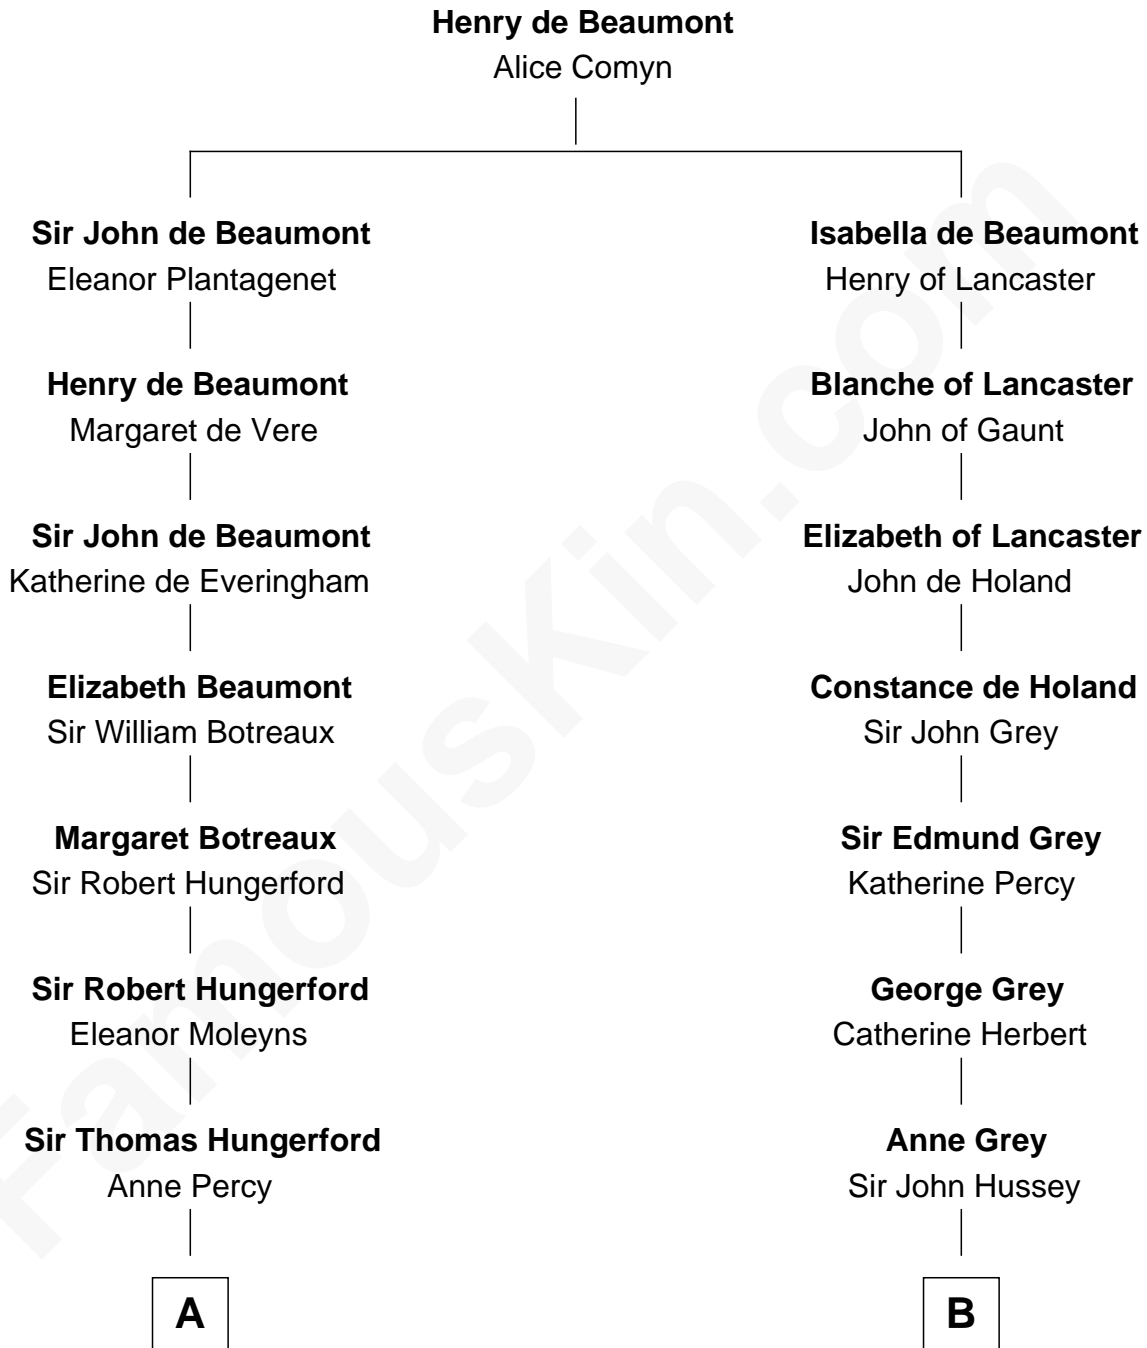 Henry de Beaumont
Alice Comyn
Sir John de Beaumont
Eleanor Plantagenet
Henry de Beaumont
Margaret de Vere
Sir John de Beaumont
Katherine de Everingham
Elizabeth Beaumont
Sir William Botreaux
Margaret Botreaux
Sir Robert Hungerford
Sir Robert Hungerford
Eleanor Moleyns
Sir Thomas Hungerford
Anne Percy
A
Isabella de Beaumont
Henry of Lancaster
Blanche of Lancaster
John of Gaunt
Elizabeth of Lancaster
John de Holand
Constance de Holand
Sir John Grey
Sir Edmund Grey
Katherine Percy
George Grey
Catherine Herbert
Anne Grey
Sir John Hussey
B
FamousKin.com